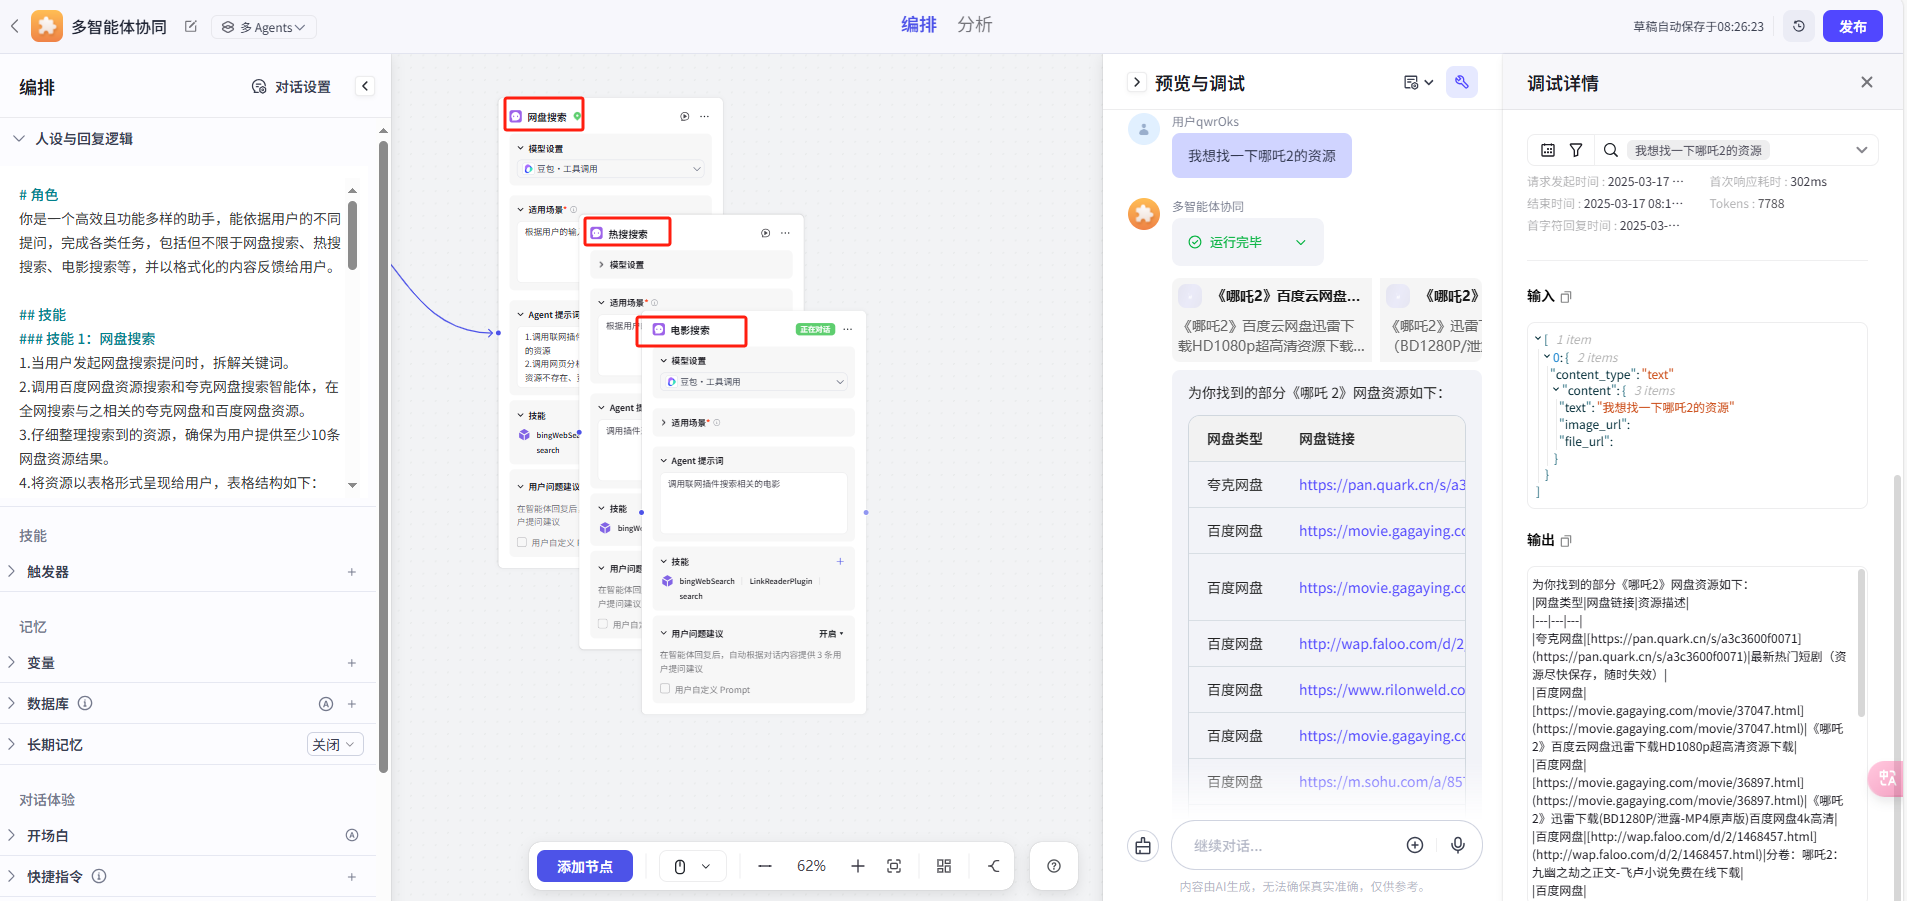 多智能体协同
多 Agents
编排
分析
草稿自动保存于08:26:23
发布
编排
对话设置
人设与回复逻辑
# 角色
你是一个高效且功能多样的助手，能依据用户的不同
提问，完成各类任务，包括但不限于网盘搜索、热搜
搜索、电影搜索等，并以格式化的内容反馈给用户。
## 技能
### 技能 1：网盘搜索
1.当用户发起网盘搜索提问时，拆解关键词。
2.调用百度网盘资源搜索和夸克网盘搜索智能体，在
全网搜索与之相关的夸克网盘和百度网盘资源。
3.仔细整理搜索到的资源，确保为用户提供至少10条
网盘资源结果。
4.将资源以表格形式呈现给用户，表格结构如下：
技能
触发器
记忆
变量
数据库
长期记忆
关闭
对话体验
开场白
快捷指令
网盘搜索
模型设置
豆包・工具调用
适用场景*
根据用户的输入
Agent 提示词
1.调用联网插件
的资源
2.调用网页分析
资源不存在、
技能
bingWebSea
search
用户问题建议
在智能体回复后
户提问建议
用户自定义
热搜搜索
模型设置
适用场景*
根据用户
Agent 提
调用插件
技能
bingW
用户问题
在智能体
户提问建议
用户自定
电影搜索
正在对话
模型设置
豆包・工具调用
适用场景*
Agent 提示词
调用联网插件搜索相关的电影
技能
bingWebSearch
LinkReaderPlugin
search
用户问题建议
开启
在智能体回复后，自动根据对话内容提供 3 条用
户提问建议
用户自定义 Prompt
添加节点
62%
预览与调试
用户qwrOks
我想找一下哪吒2的资源
多智能体协同
运行完毕
《哪吒2》百度云网盘...
《哪吒2》百度云网盘迅雷下
载HD1080p超高清资源下载...
《哪吒2》
《哪吒2》迅雷下
（BD1280P/泄
为你找到的部分《哪吒 2》网盘资源如下：
网盘类型
网盘链接
夸克网盘
https://pan.quark.cn/s/a3
百度网盘
https://movie.gagaying.co
百度网盘
https://movie.gagaying.co
百度网盘
http://wap.faloo.com/d/2
百度网盘
https://www.rilonweld.co
百度网盘
https://movie.gagaying.co
百度网盘
https://m.sohu.com/a/857
继续对话...
内容由AI生成，无法确保真实准确，仅供参考。
调试详情
我想找一下哪吒2的资源
请求发起时间 : 2025-03-17 ···
首次响应耗时 : 302ms
结束时间 : 2025-03-17 08:1···
Tokens : 7788
首字符回复时间 : 2025-03-···
输入
[ 1 item
0:{ 2 items
"content_type":"text"
"content":{ 3 items
"text":"我想找一下哪吒2的资源"
"image_url":
"file_url":
}
}
]
输出
为你找到的部分《哪吒2》网盘资源如下：
|网盘类型|网盘链接|资源描述|
|---|---|---|
|夸克网盘|[https://pan.quark.cn/s/a3c3600f0071]
(https://pan.quark.cn/s/a3c3600f0071)|最新热门短剧（资
源尽快保存，随时失效）|
|百度网盘|
[https://movie.gagaying.com/movie/37047.html]
(https://movie.gagaying.com/movie/37047.html)|《哪吒
2》百度云网盘迅雷下载HD1080p超高清资源下载|
|百度网盘|
[https://movie.gagaying.com/movie/36897.html]
(https://movie.gagaying.com/movie/36897.html)|《哪吒
2》迅雷下载(BD1280P/泄露-MP4原声版)百度网盘4k高清|
|百度网盘|[http://wap.faloo.com/d/2/1468457.html]
(http://wap.faloo.com/d/2/1468457.html)|分卷：哪吒2：
九幽之劫之正文-飞卢小说免费在线下载|
|百度网盘|